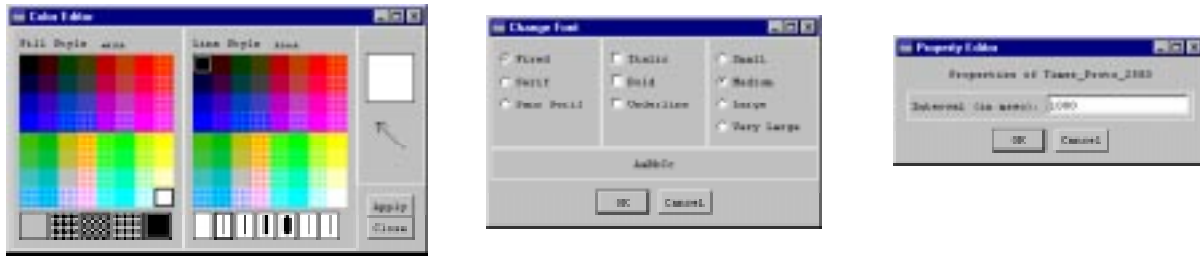 Color Editor
Fill Style
Line Style
Apply
Close
Change Font
Fixed
Serif
Sans Serif
Italic
Bold
Underline
Small
Medium
Large
Very Large
AaBbCc
OK Cancel
Property Editor
Properties of
Interval (in msec): 1000
OK Cancel